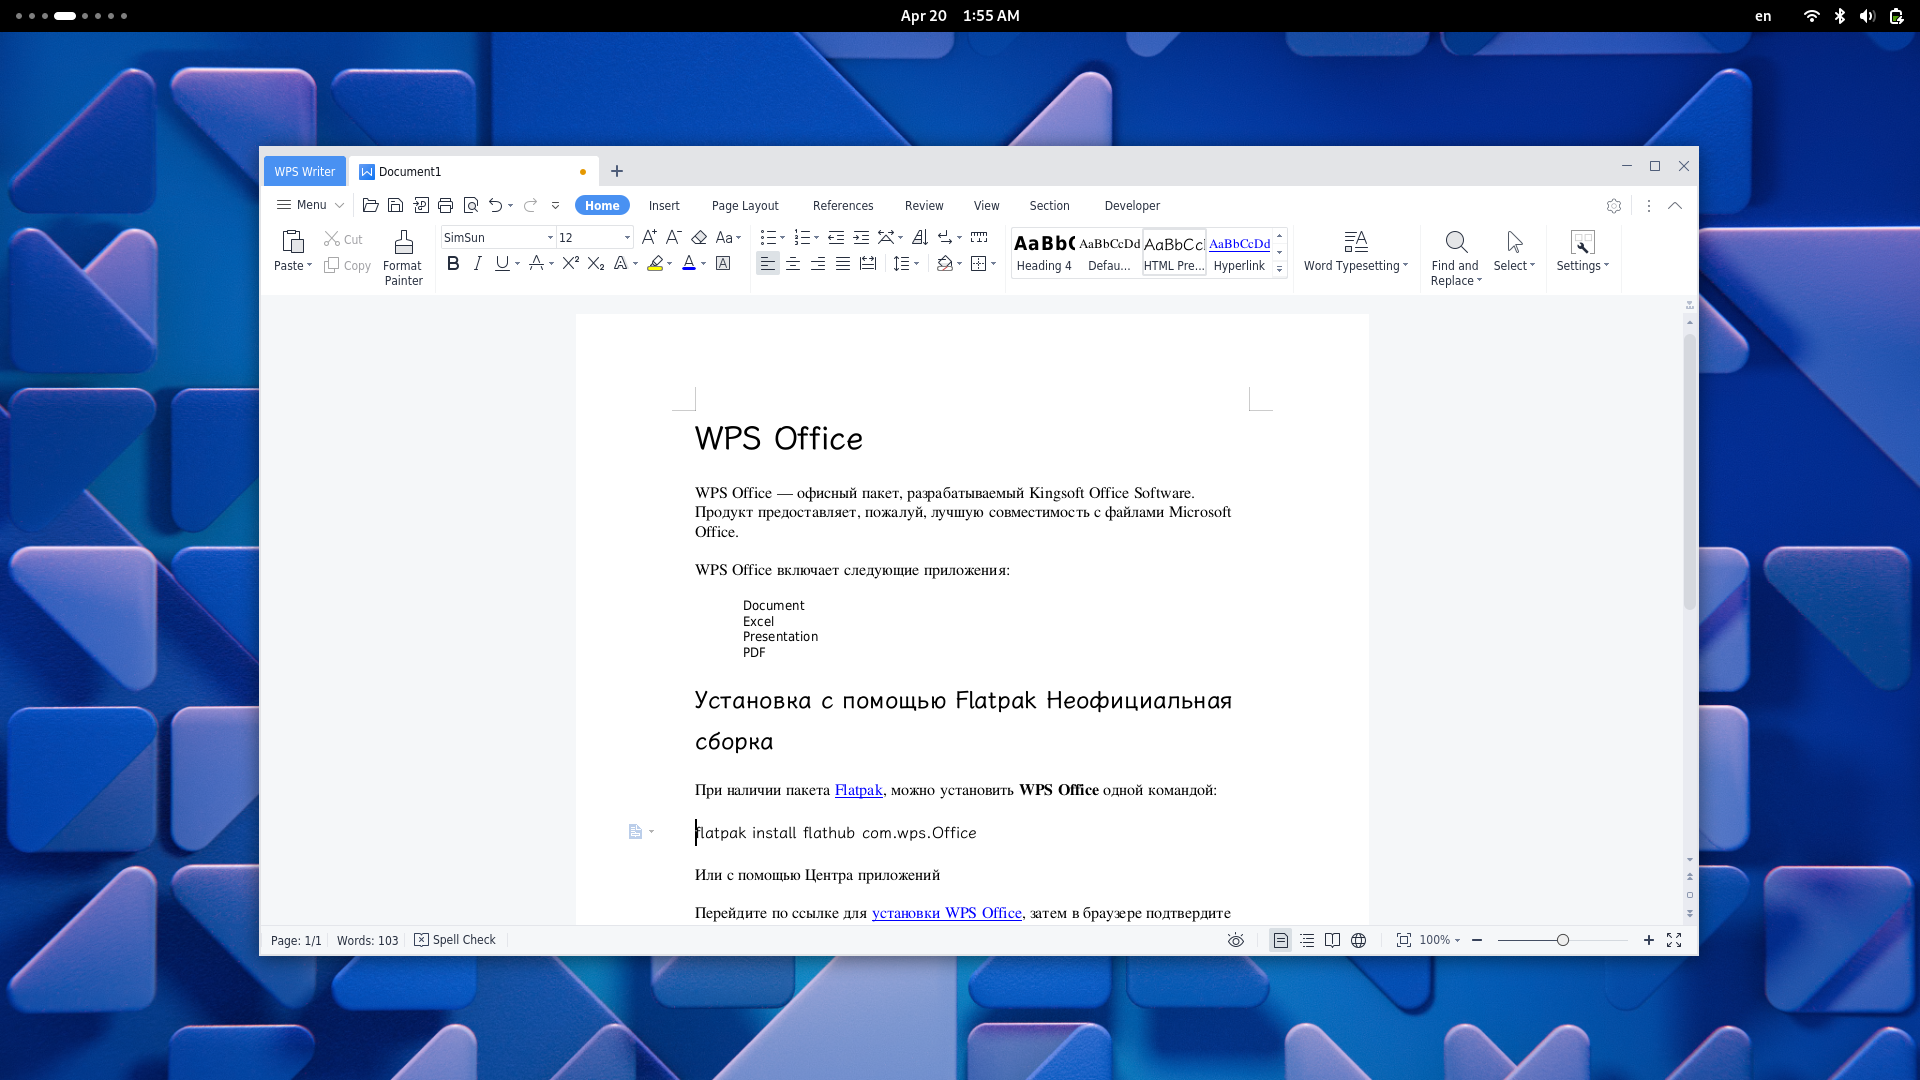 Apr 20 1:55 AM
en
WPS Writer
Document1
Menu
Home
Insert
Page Layout
References
Review
View
Section
Developer
Paste
Cut
Copy
Format
Painter
SimSun
12
AaBbC
Heading 4
AaBbCcDd
Defau...
AaBbCc
HTML Pre...
AaBbCcDd
Hyperlink
Word Typesetting
Find and
Replace
Select
Settings
WPS Office
WPS Office — офисный пакет, разрабатываемый Kingsoft Office Software.
Продукт предоставляет, пожалуй, лучшую совместимость с файлами Microsoft
Office.
WPS Office включает следующие приложения:
Document
Excel
Presentation
PDF
Установка с помощью Flatpak Неофициальная
сборка
При наличии пакета Flatpak, можно установить WPS Office одной командой:
flatpak install flathub com.wps.Office
Или с помощью Центра приложений
Перейдите по ссылке для установки WPS Office, затем в браузере подтвердите
Page: 1/1
Words: 103
Spell Check
100%